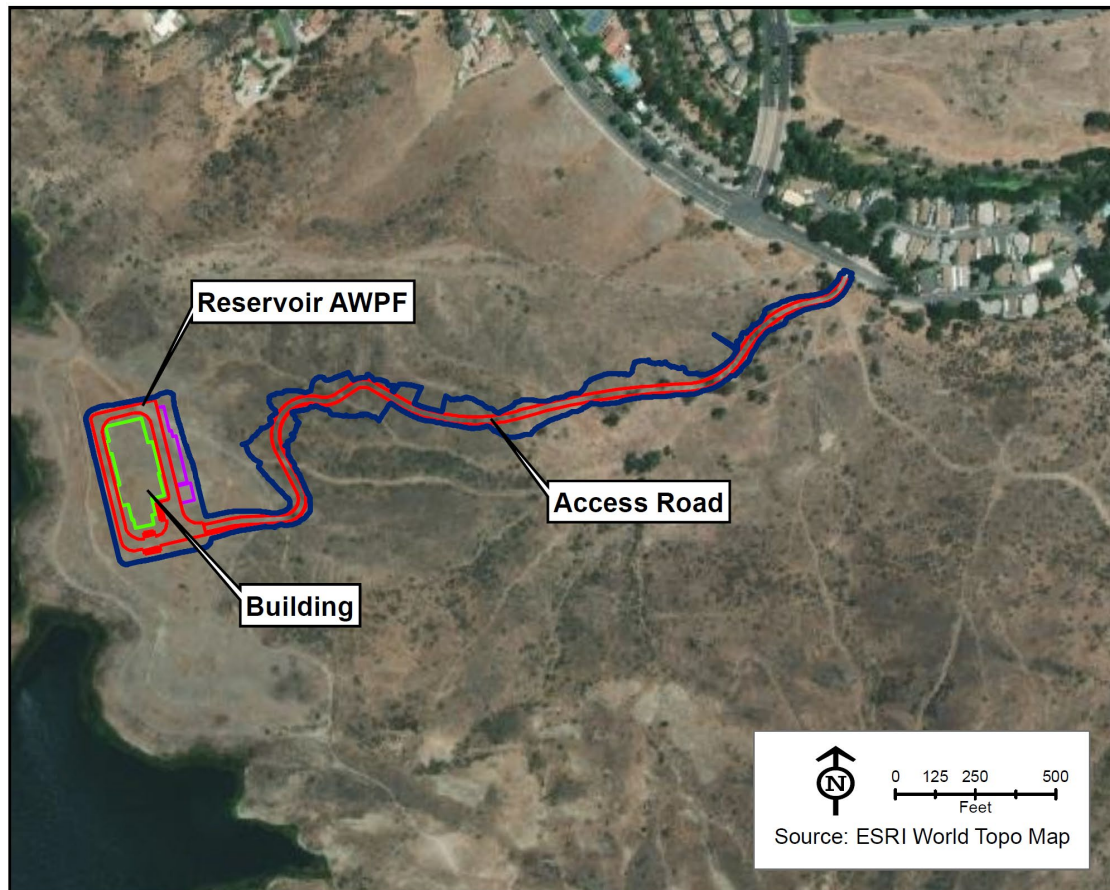 Reservoir AWPF
Access Road
Building
N
0 125 250 500
Feet
Source: ESRI World Topo Map